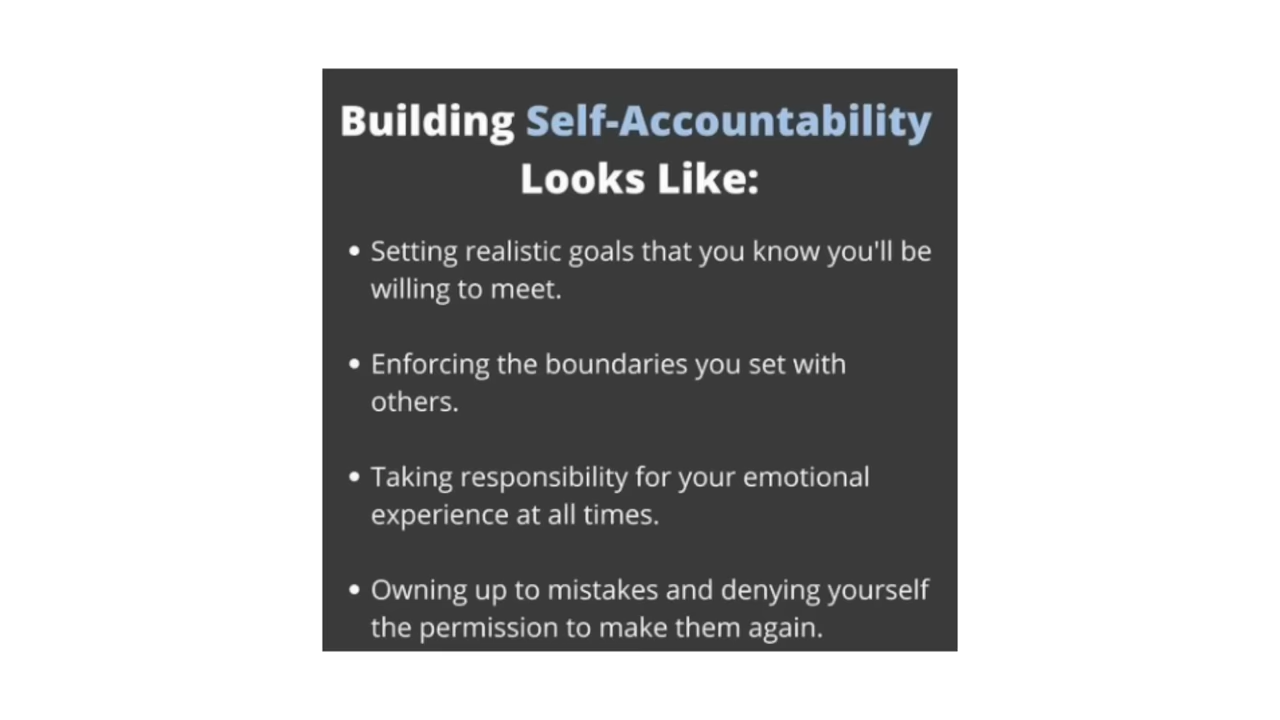 Building Self-Accountability
Looks Like:
• Setting realistic goals that you know you'll be
willing to meet.
• Enforcing the boundaries you set with
others.
• Taking responsibility for your emotional
experience at all times.
• Owning up to mistakes and denying yourself
the permission to make them again.